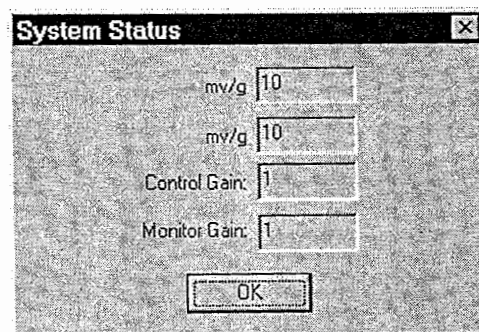 System Status
mv/g 10
mv/g 10
Control Gain: 1
Monitor Gain: 1
OK